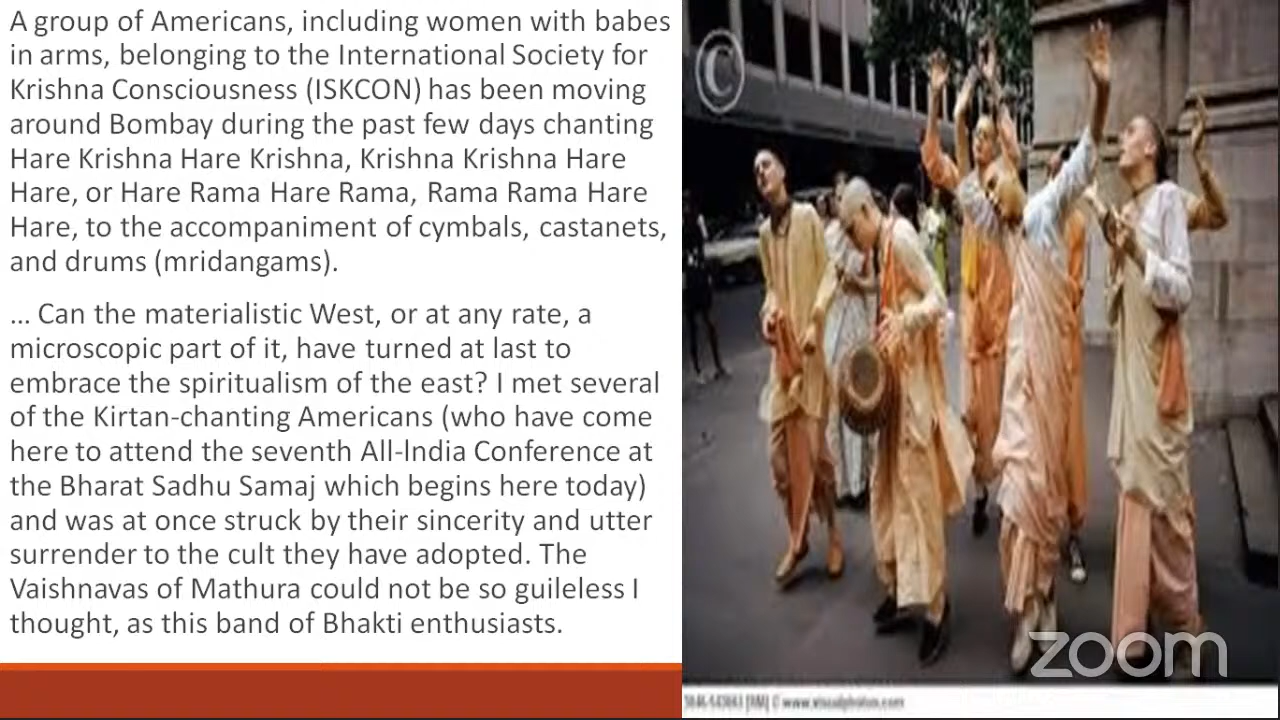 A group of Americans, including women with babes
in arms, belonging to the International Society for
Krishna Consciousness (ISKCON) has been moving
around Bombay during the past few days chanting
Hare Krishna Hare Krishna, Krishna Krishna Hare
Hare, or Hare Rama Hare Rama, Rama Rama Hare
Hare, to the accompaniment of cymbals, castanets,
and drums (mridangams).
... Can the materialistic West, or at any rate, a
microscopic part of it, have turned at last to
embrace the spiritualism of the east? I met several
of the Kirtan-chanting Americans (who have come
here to attend the seventh All-India Conference at
the Bharat Sadhu Samaj which begins here today)
and was at once struck by their sincerity and utter
surrender to the cult they have adopted. The
Vaishnavas of Mathura could not be so guileless I
thought, as this band of Bhakti enthusiasts.
©
zoom
[RM] © www.visualphotos.com